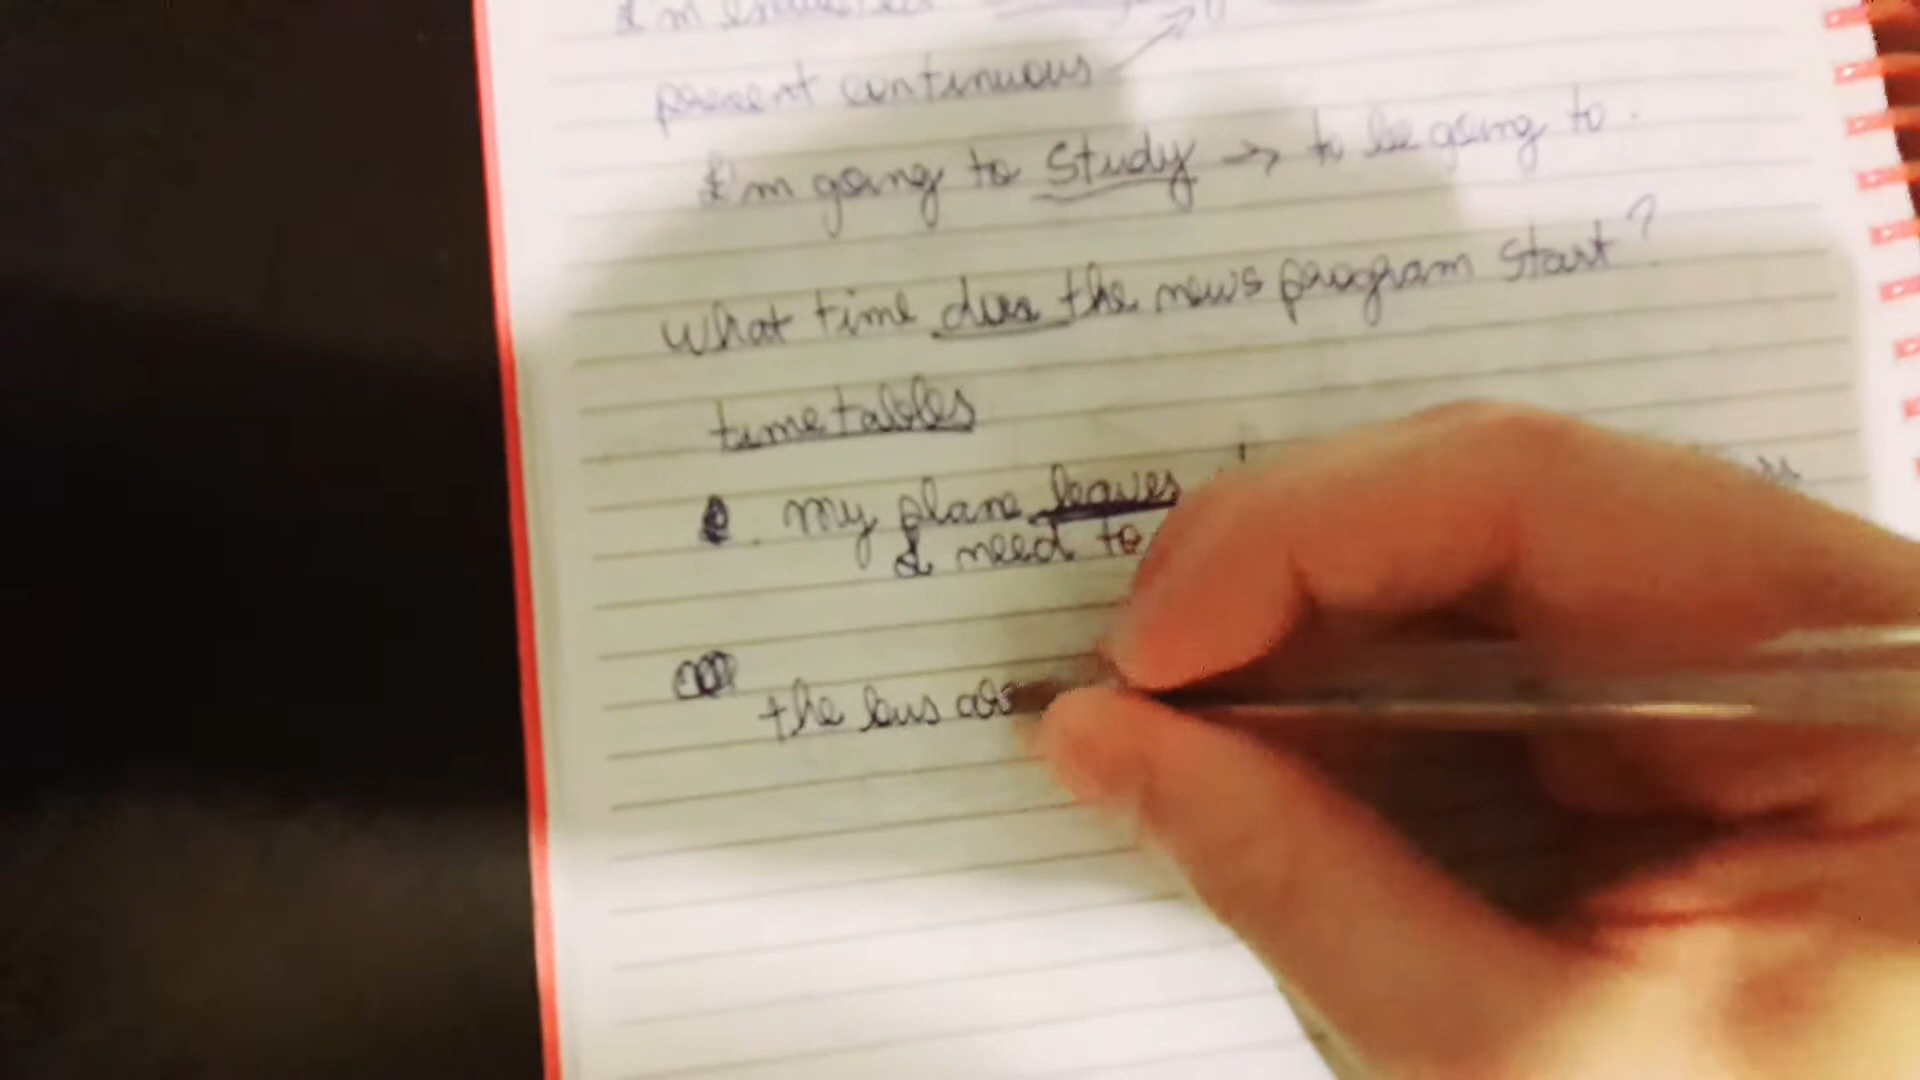 I'm
present continuous
I'm going to study → to be going to.
What time does the news program start?
timetables
. my plane leaves
I need to
the bus